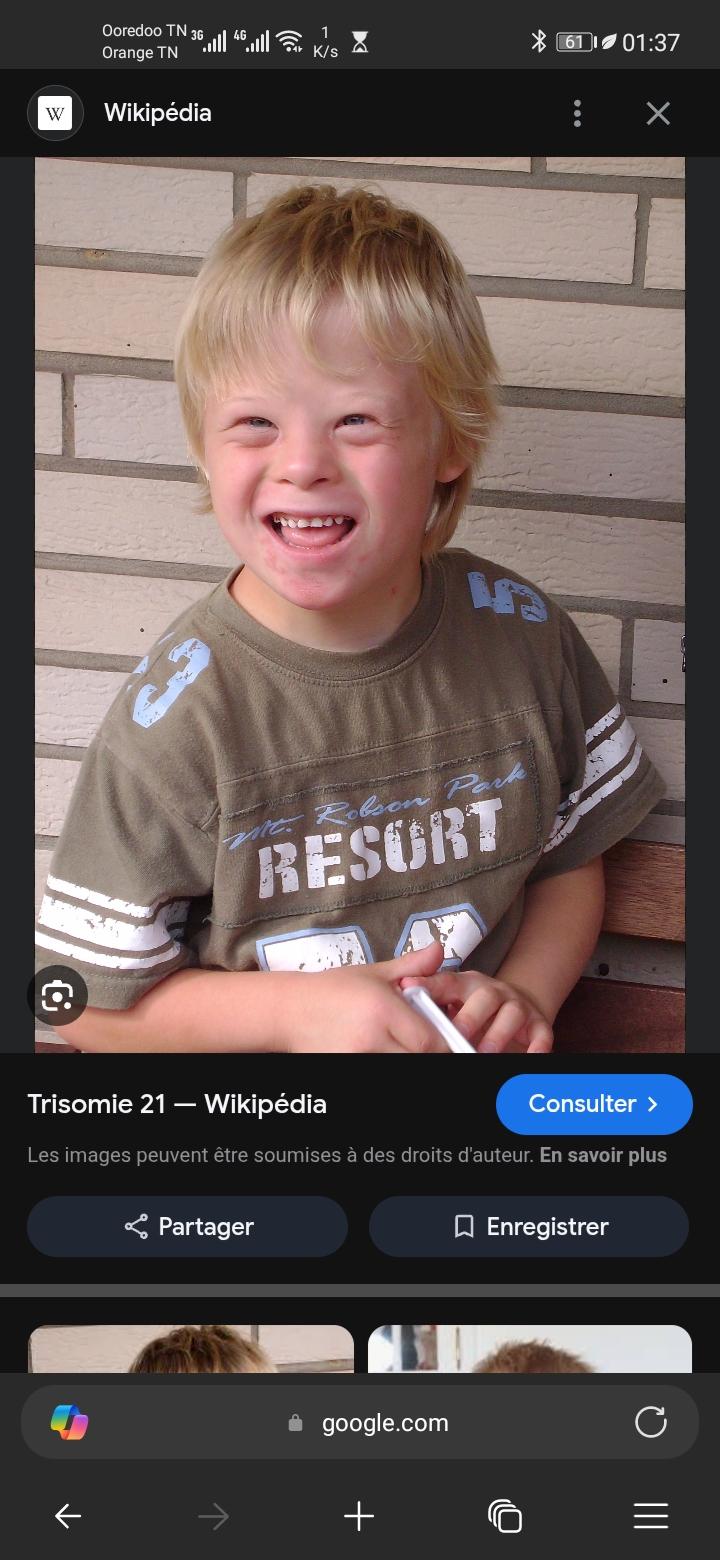 Ooredoo TN 3G 4G 1 61 01:37
Orange TN K/s
W Wikipédia
53
5
Mt. Robson Park
RESORT
Trisomie 21 — Wikipédia Consulter
Les images peuvent être soumises à des droits d'auteur. En savoir plus
Partager Enregistrer
google.com